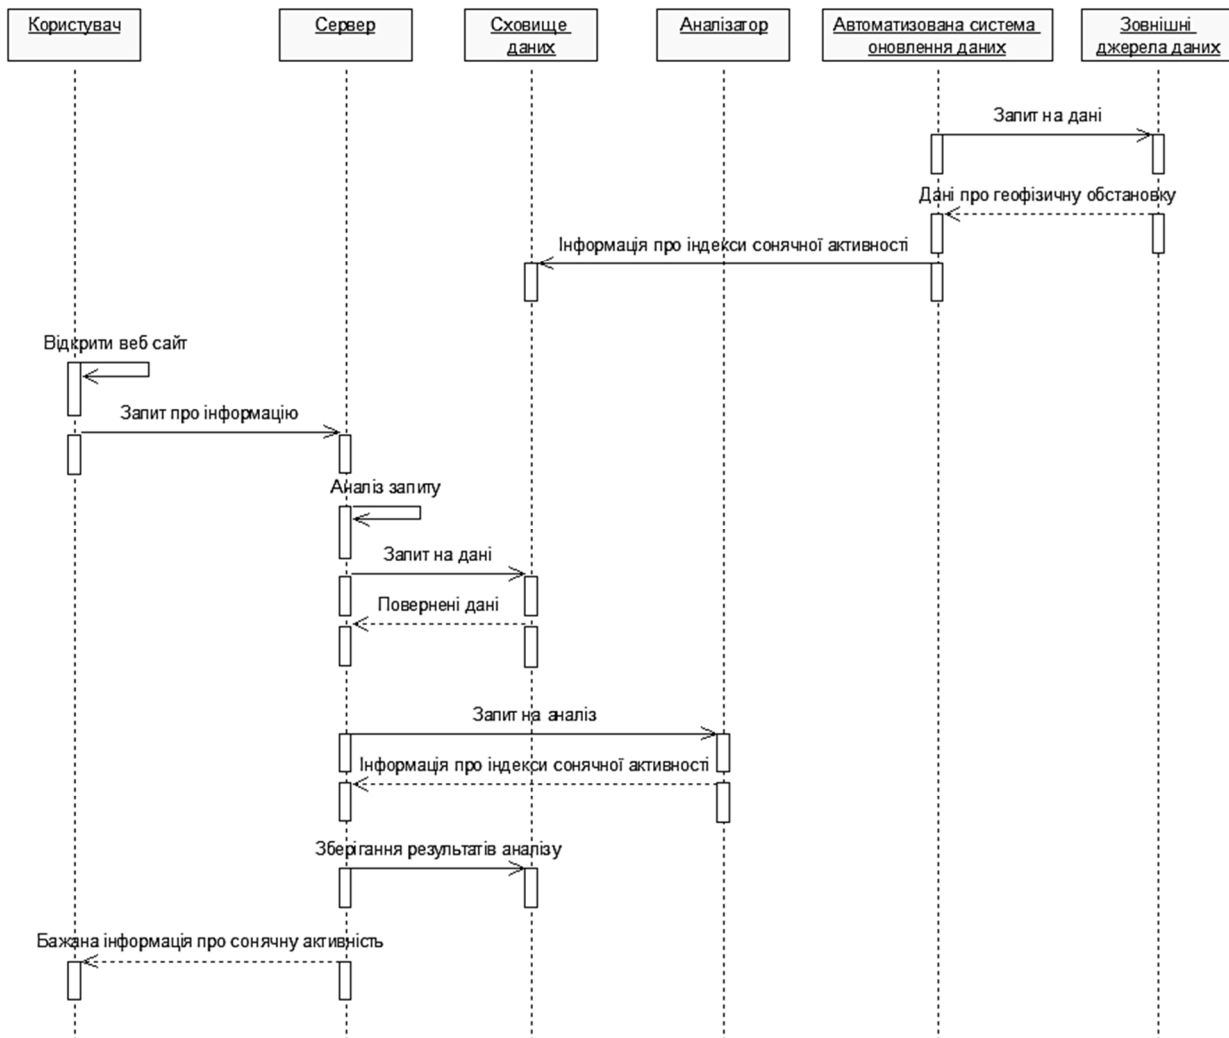 Користувач
Сервер
Сховище
даних
Аналізатор
Автоматизована система
оновлення даних
Зовнішні
джерела даних
Запит на дані
Дані про геофізичну обстановку
Інформація про індекси сонячної активності
Відкрити веб сайт
Запит про інформацію
Аналіз запиту
Запит на дані
Повернені дані
Запит на аналіз
Інформація про індекси сонячної активності
Зберігання результатів аналізу
Бажана інформація про сонячну активність